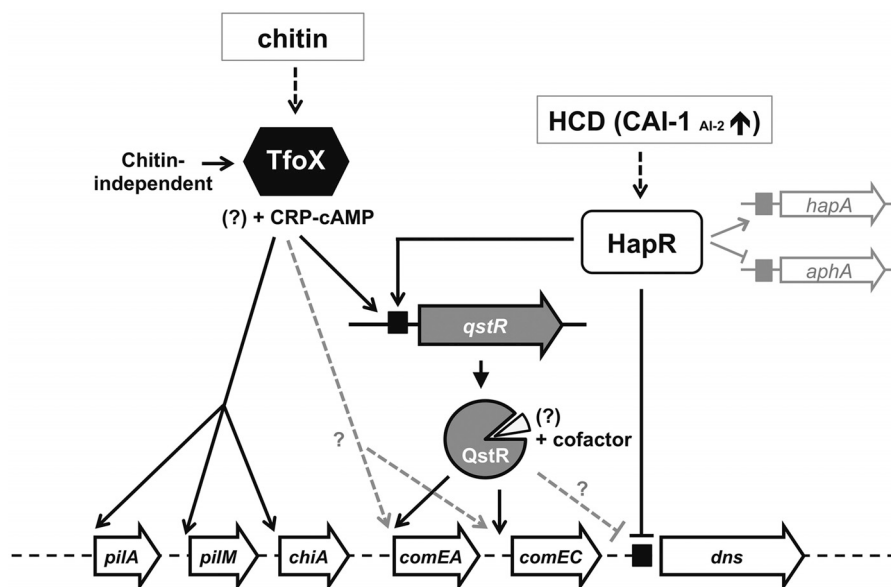 chitin
HCD (CAI-1 AI-2)
Chitin-
independent
TfoX
(?) + CRP-cAMP
HapR
hapA
aphA
qstR
(?)
+ cofactor
QstR
?
?
pilA
pilM
chiA
comEA
comEC
dns